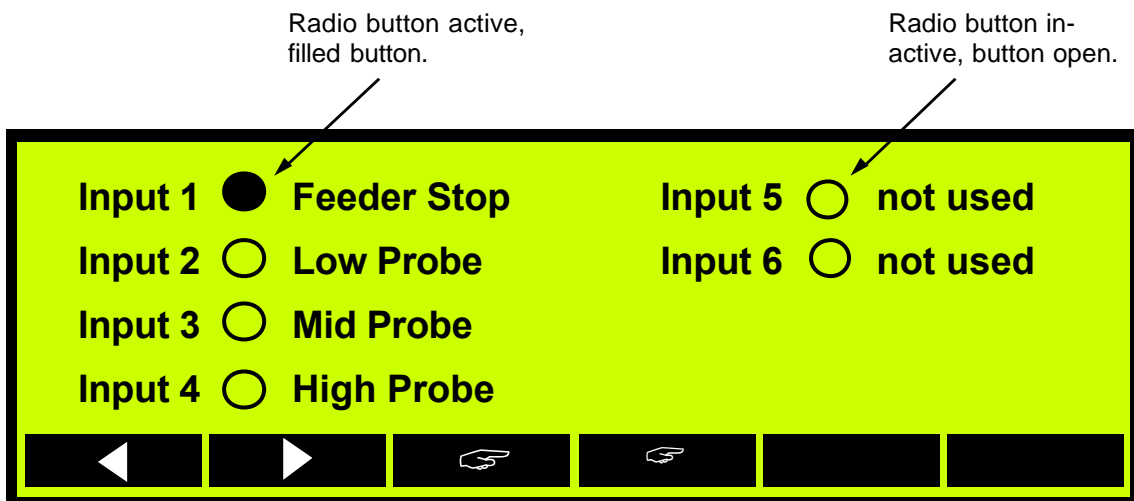 Radio button active,
filled button.
Radio button in-
active, button open.
Input 1 Feeder Stop
Input 2 Low Probe
Input 3 Mid Probe
Input 4 High Probe
Input 5 not used
Input 6 not used